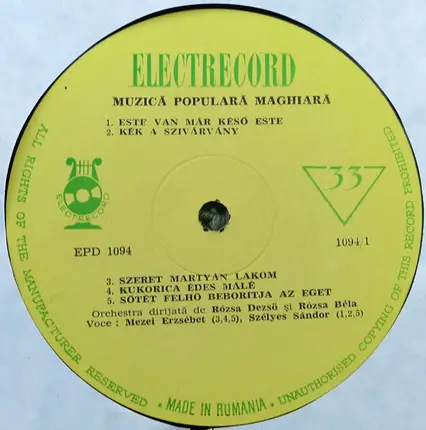 ELECTRECORD
MUZICĂ POPULARĂ MAGHIARĂ
1. ESTE VAN MÁR KÉSŐ ESTE
2. KÉK A SZIVÁRVÁNY
ELECTRECORD
33
EPD 1094
1094/1
3. SZERET MARTYÁN LAKOM
4. KUKORICA ÉDES MÁLÉ
5. SÖTÉT FELHŐ BEBORITJA AZ EGET
Orchestra dirijată de Rózsa Dezsö și Rózsa Béla
Voce : Mezei Erzsébet (3,4,5), Szélyes Sándor (1,2,5)
ALL RIGHTS OF THE MANUFACTURER RESERVED * MADE IN RUMANIA * UNAUTHORISED COPYING OF THIS RECORD PROHIBITED